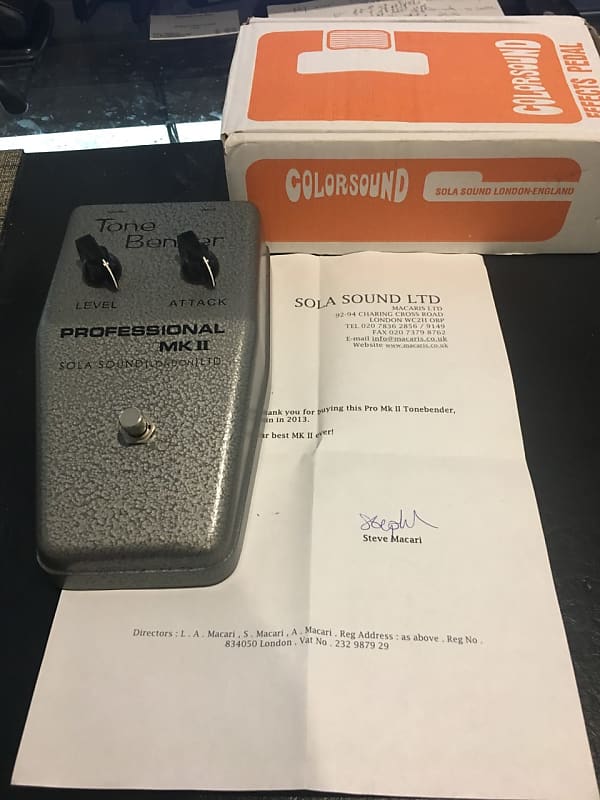 COLORSOUND
EFFECTS PEDAL
COLORSOUND
SOLA SOUND LONDON·ENGLAND
Tone
Bender
LEVEL ATTACK
PROFESSIONAL
MK II
SOLA SOUND (LONDON) LTD
SOLA SOUND LTD
MACARIS LTD
92-94 CHARING CROSS ROAD
LONDON WC2H OBP
TEL 020 7836 2856 / 9149
FAX 020 7379 8762
E-mail info@macaris.co.uk
Website www.macaris.co.uk
ank you for buying this Pro Mk II Tonebender,
in in 2013.
ar best MK II ever!
Steve Macari
Directors : L . A . Macari , S . Macari , A . Macari . Reg Address : as above . Reg No .
834050 London . Vat No . 232 9879 29